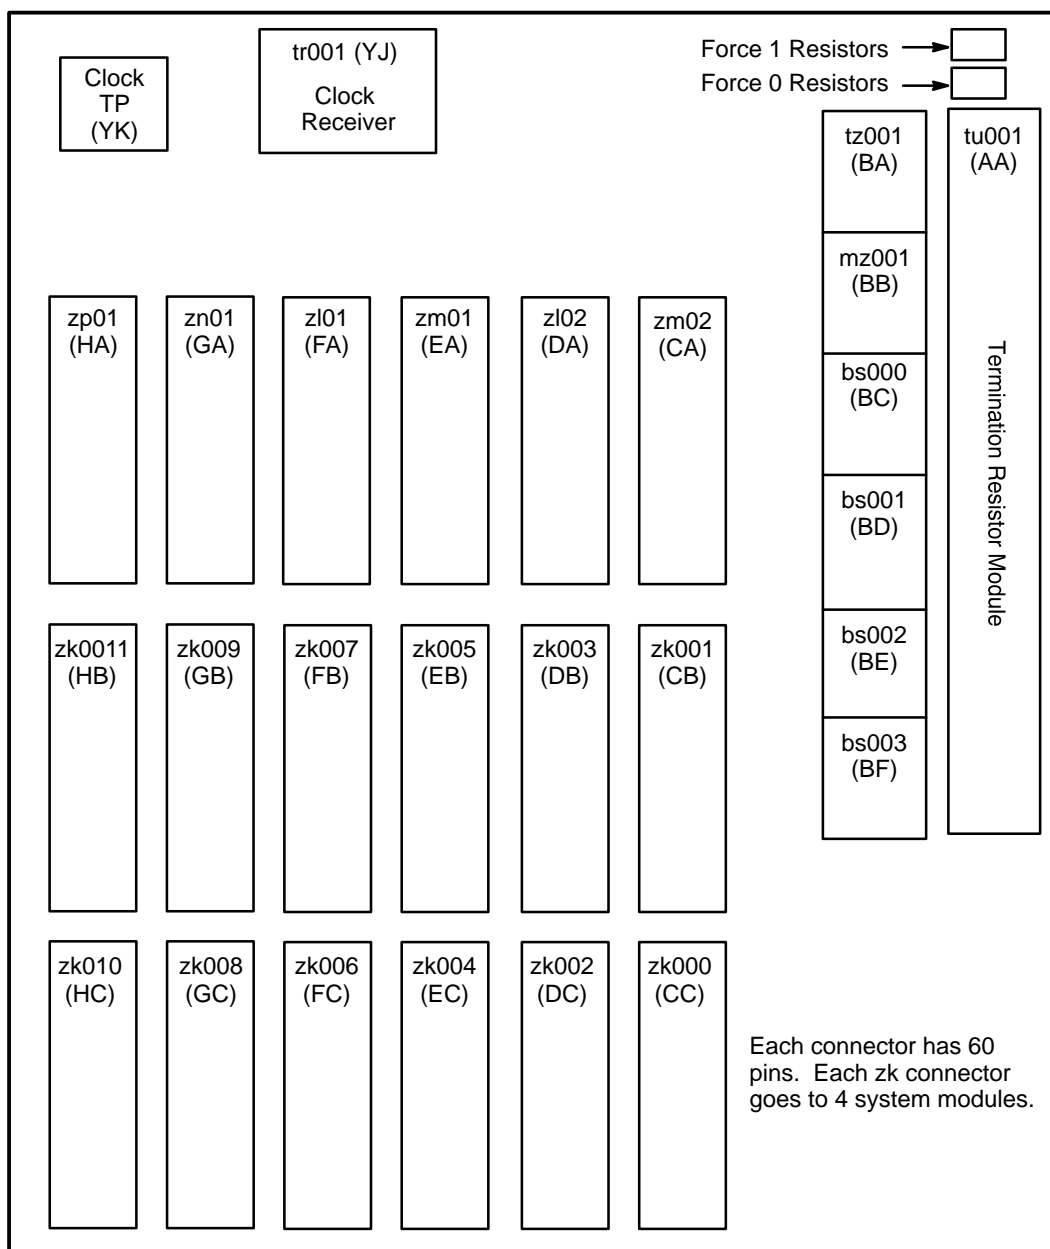 Clock
TP
(YK)
tr001 (YJ)
Clock
Receiver
Force 1 Resistors
Force 0 Resistors
tz001
(BA)
tu001
(AA)
mz001
(BB)
bs000
(BC)
bs001
(BD)
bs002
(BE)
bs003
(BF)
Termination Resistor Module
zp01
(HA)
zn01
(GA)
zl01
(FA)
zm01
(EA)
zl02
(DA)
zm02
(CA)
zk0011
(HB)
zk009
(GB)
zk007
(FB)
zk005
(EB)
zk003
(DB)
zk001
(CB)
zk010
(HC)
zk008
(GC)
zk006
(FC)
zk004
(EC)
zk002
(DC)
zk000
(CC)
Each connector has 60
pins.  Each zk connector
goes to 4 system modules.